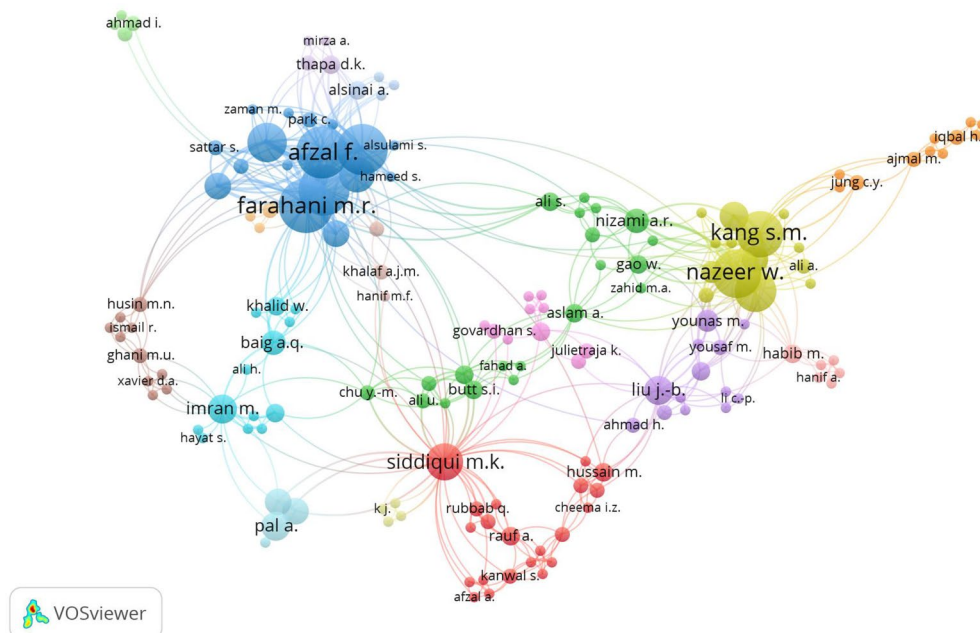 ahmad i.
mirza a.
thapa d.k.
alsinai a.
zaman m.
park c.
afzal f.
alsulami s.
sattar s.
hameed s.
farahani m.r.
iqbal h.
ajmal m.
jung c.y.
ali s.
nizami a.r.
kang s.m.
gao w.
nazeer w.
ali a.
khalaf a.j.m.
zahid m.a.
hanif m.f.
husin m.n.
khalid w.
aslam a.
ismail r.
govardhan s.
younas m.
baig a.q.
julietraja k.
yousaf m.
habib m.
ghani m.u.
ali h.
fahad a.
hanif a.
xavier d.a.
chu y.-m.
butt s.i.
liu j.-b.
ali u.
li c.-p.
imran m.
ahmad h.
hayat s.
siddiqui m.k.
hussain m.
k j.
rubbab q.
cheema i.z.
pal a.
rauf a.
kanwal s.
afzal a.
VOSviewer